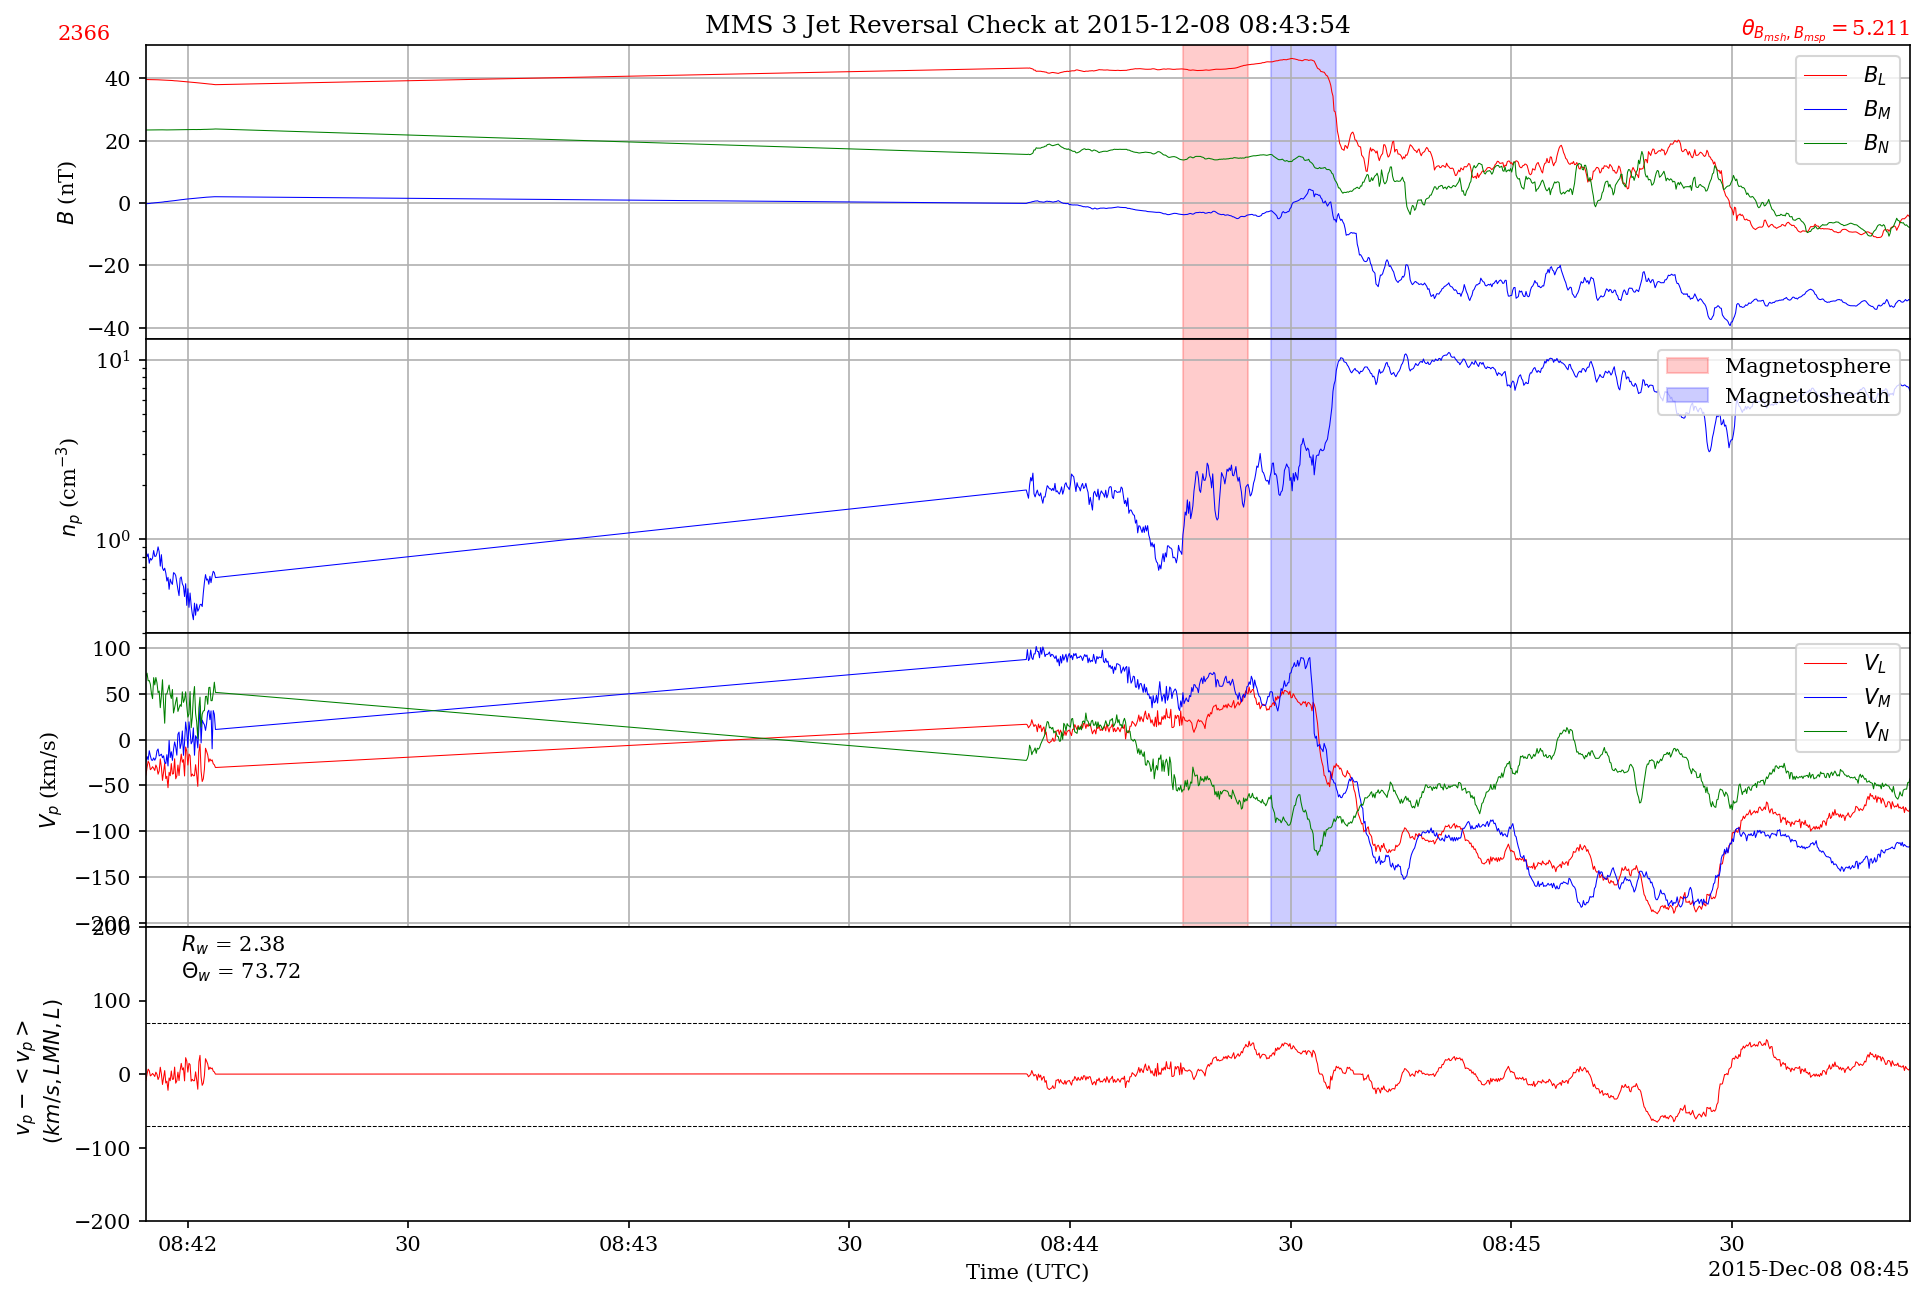 2366
MMS 3 Jet Reversal Check at 2015-12-08 08:43:54
θ_{B_{msh}, B_{msp}} = 5.211
B (nT)
40
20
0
−20
−40
B_L
B_M
B_N
n_p (cm^{−3})
10^1
10^0
Magnetosphere
Magnetosheath
V_p (km/s)
100
50
0
−50
−100
−150
−200
V_L
V_M
V_N
v_p − < v_p >
(km/s, LMN, L)
200
100
0
−100
−200
R_w = 2.38
Θ_w = 73.72
08:42
30
08:43
30
08:44
30
08:45
30
Time (UTC)
2015-Dec-08 08:45